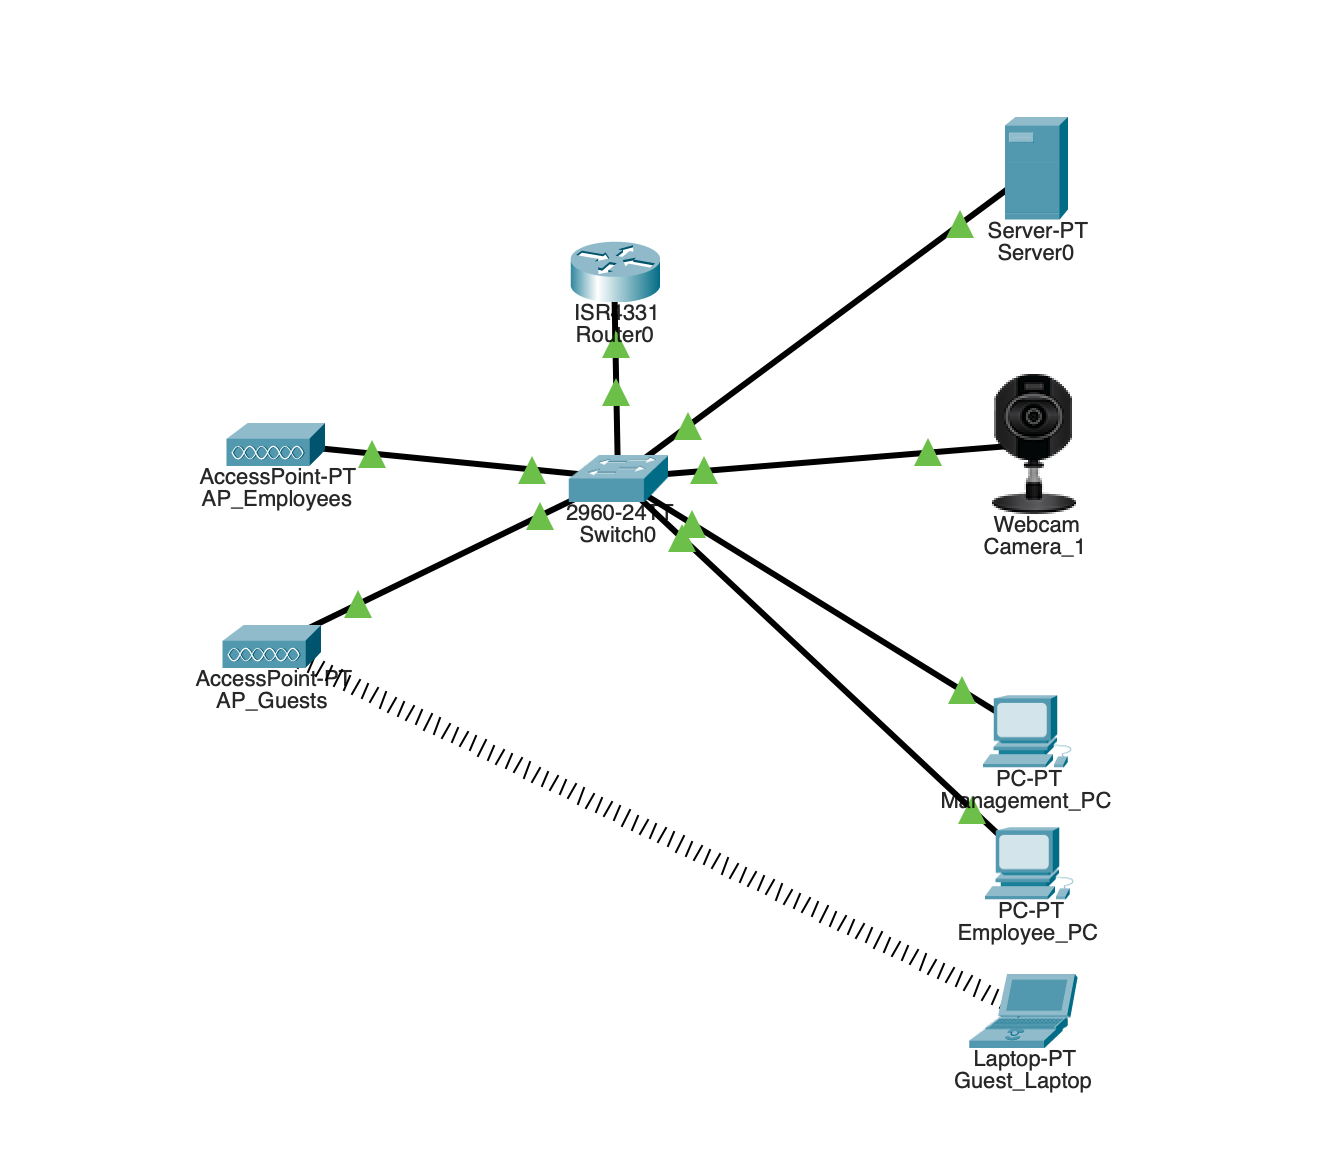 Server-PT
Server0
ISR4331
Router0
AccessPoint-PT
AP_Employees
2960-24TT
Switch0
Webcam
Camera_1
AccessPoint-PT
AP_Guests
PC-PT
Management_PC
PC-PT
Employee_PC
Laptop-PT
Guest_Laptop